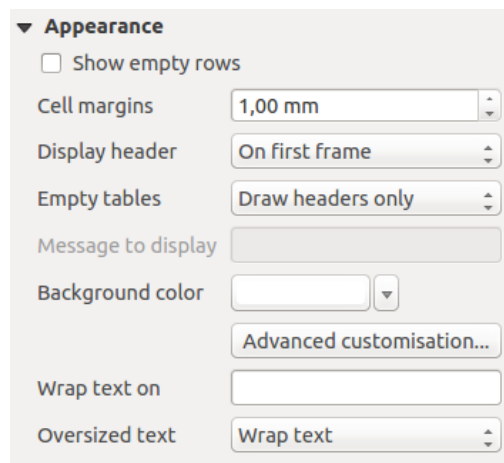 Appearance
Show empty rows
Cell margins 1,00 mm
Display header On first frame
Empty tables Draw headers only
Message to display
Background color
Advanced customisation...
Wrap text on
Oversized text Wrap text